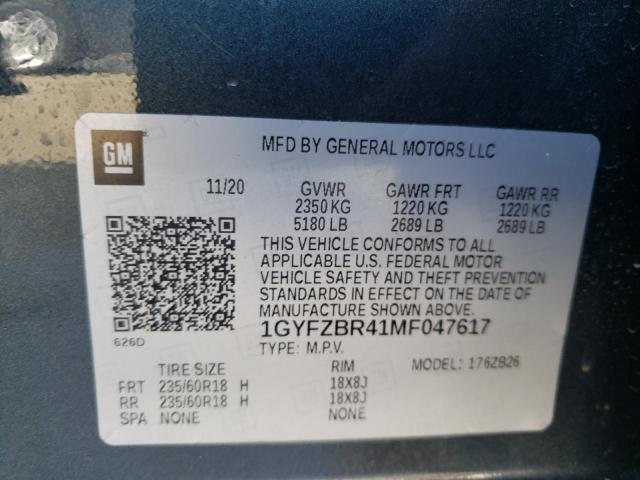 GM
MFD BY GENERAL MOTORS LLC
11/20 GVWR GAWR FRT GAWR RR
2350 KG 1220 KG 1220 KG
5180 LB 2689 LB 2689 LB
THIS VEHICLE CONFORMS TO ALL
APPLICABLE U.S. FEDERAL MOTOR
VEHICLE SAFETY AND THEFT PREVENTION
STANDARDS IN EFFECT ON THE DATE OF
MANUFACTURE SHOWN ABOVE.
1GYFZBR41MF047617
626D
TYPE: M.P.V. MODEL: 176ZB26
TIRE SIZE RIM
FRT 235/60R18 H 18X8J
RR 235/60R18 H 18X8J
SPA NONE NONE